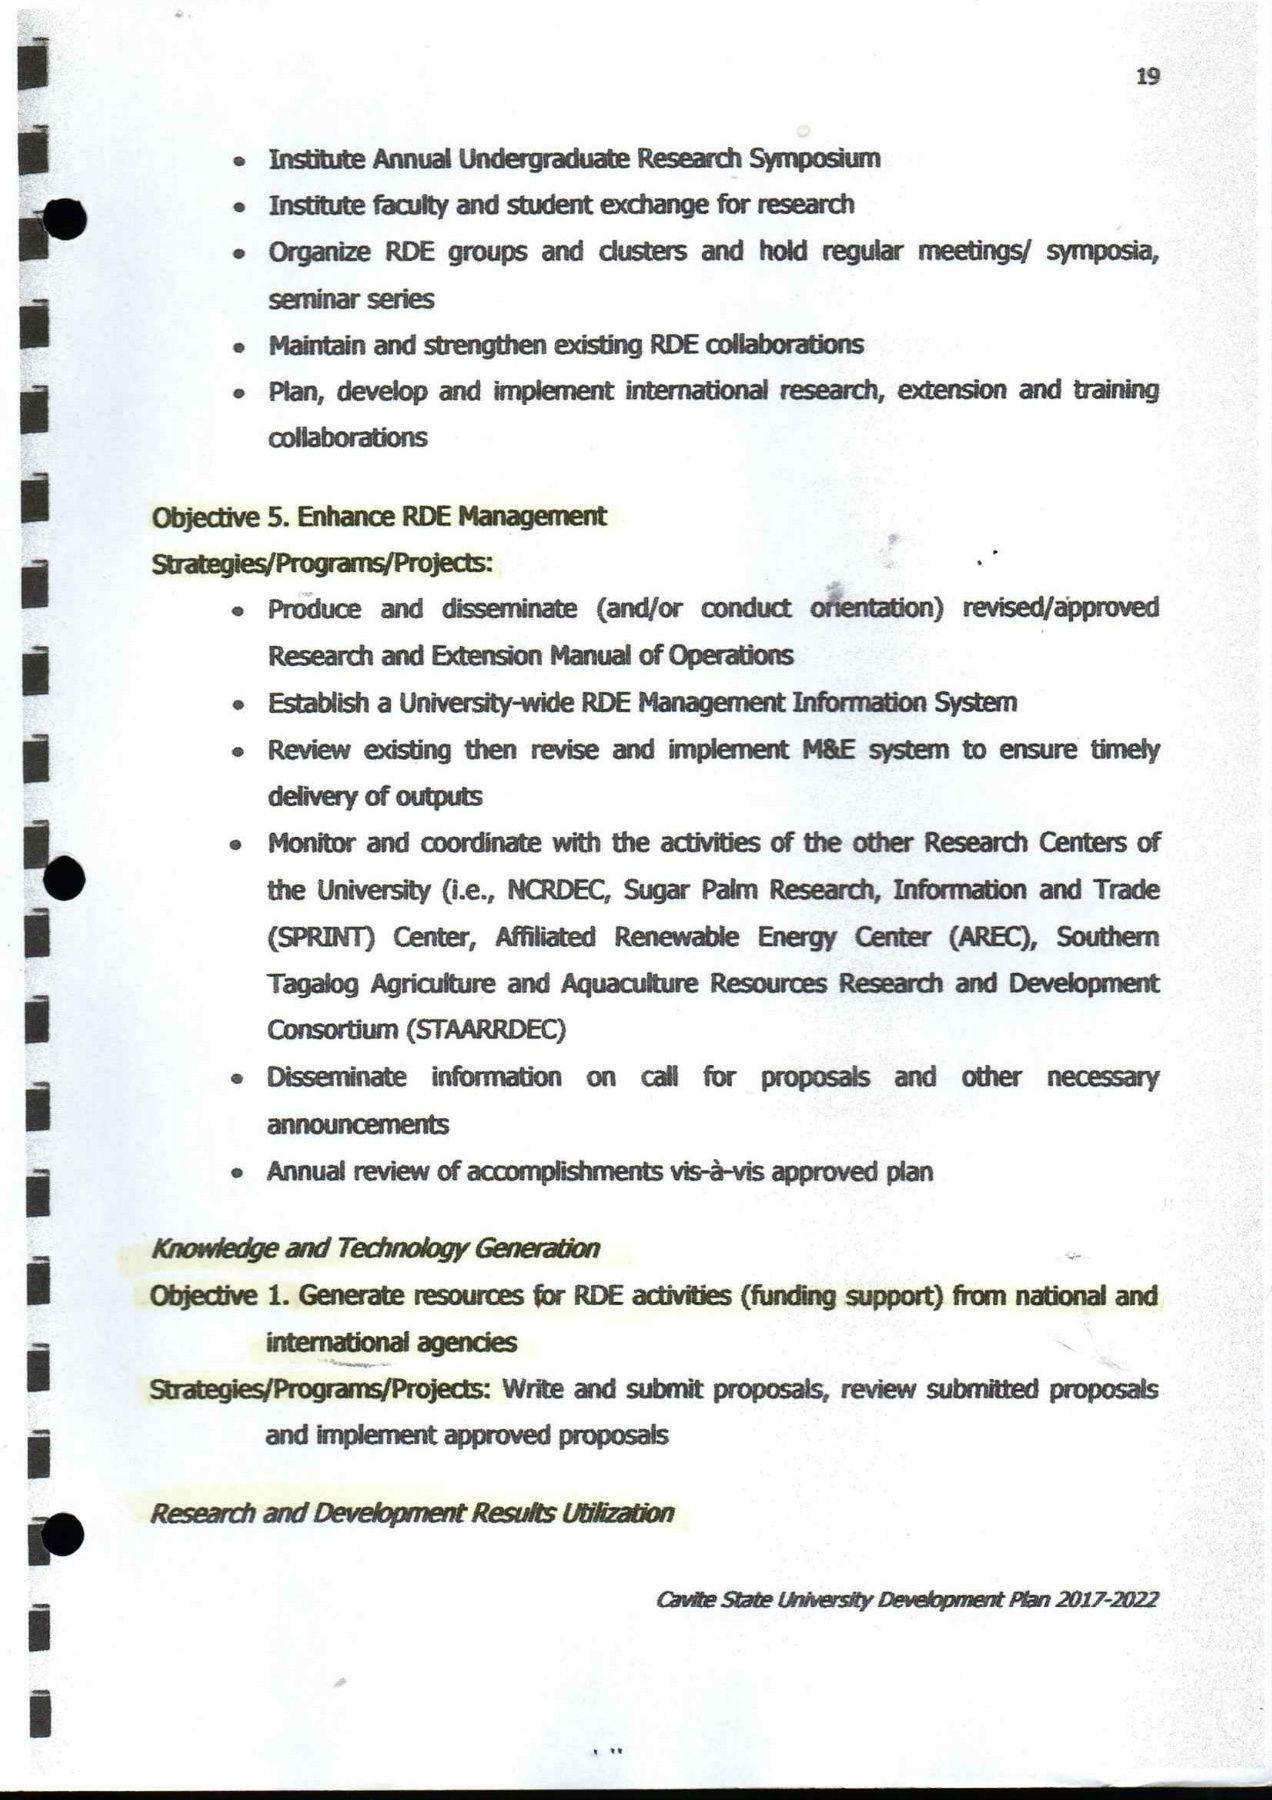 19
• Institute Annual Undergraduate Research Symposium
• Institute faculty and student exchange for research
• Organize RDE groups and clusters and hold regular meetings/ symposia,
seminar series
• Maintain and strengthen existing RDE collaborations
• Plan, develop and implement international research, extension and training
collaborations
Objective 5. Enhance RDE Management
Strategies/Programs/Projects:
• Produce and disseminate (and/or conduct orientation) revised/approved
Research and Extension Manual of Operations
• Establish a University-wide RDE Management Information System
• Review existing then revise and implement M&E system to ensure timely
delivery of outputs
• Monitor and coordinate with the activities of the other Research Centers of
the University (i.e., NCRDEC, Sugar Palm Research, Information and Trade
(SPRINT) Center, Affiliated Renewable Energy Center (AREC), Southern
Tagalog Agriculture and Aquaculture Resources Research and Development
Consortium (STAARRDEC)
• Disseminate information on call for proposals and other necessary
announcements
• Annual review of accomplishments vis-à-vis approved plan
Knowledge and Technology Generation
Objective 1. Generate resources for RDE activities (funding support) from national and
international agencies
Strategies/Programs/Projects: Write and submit proposals, review submitted proposals
and implement approved proposals
Research and Development Results Utilization
Cavite State University Development Plan 2017-2022